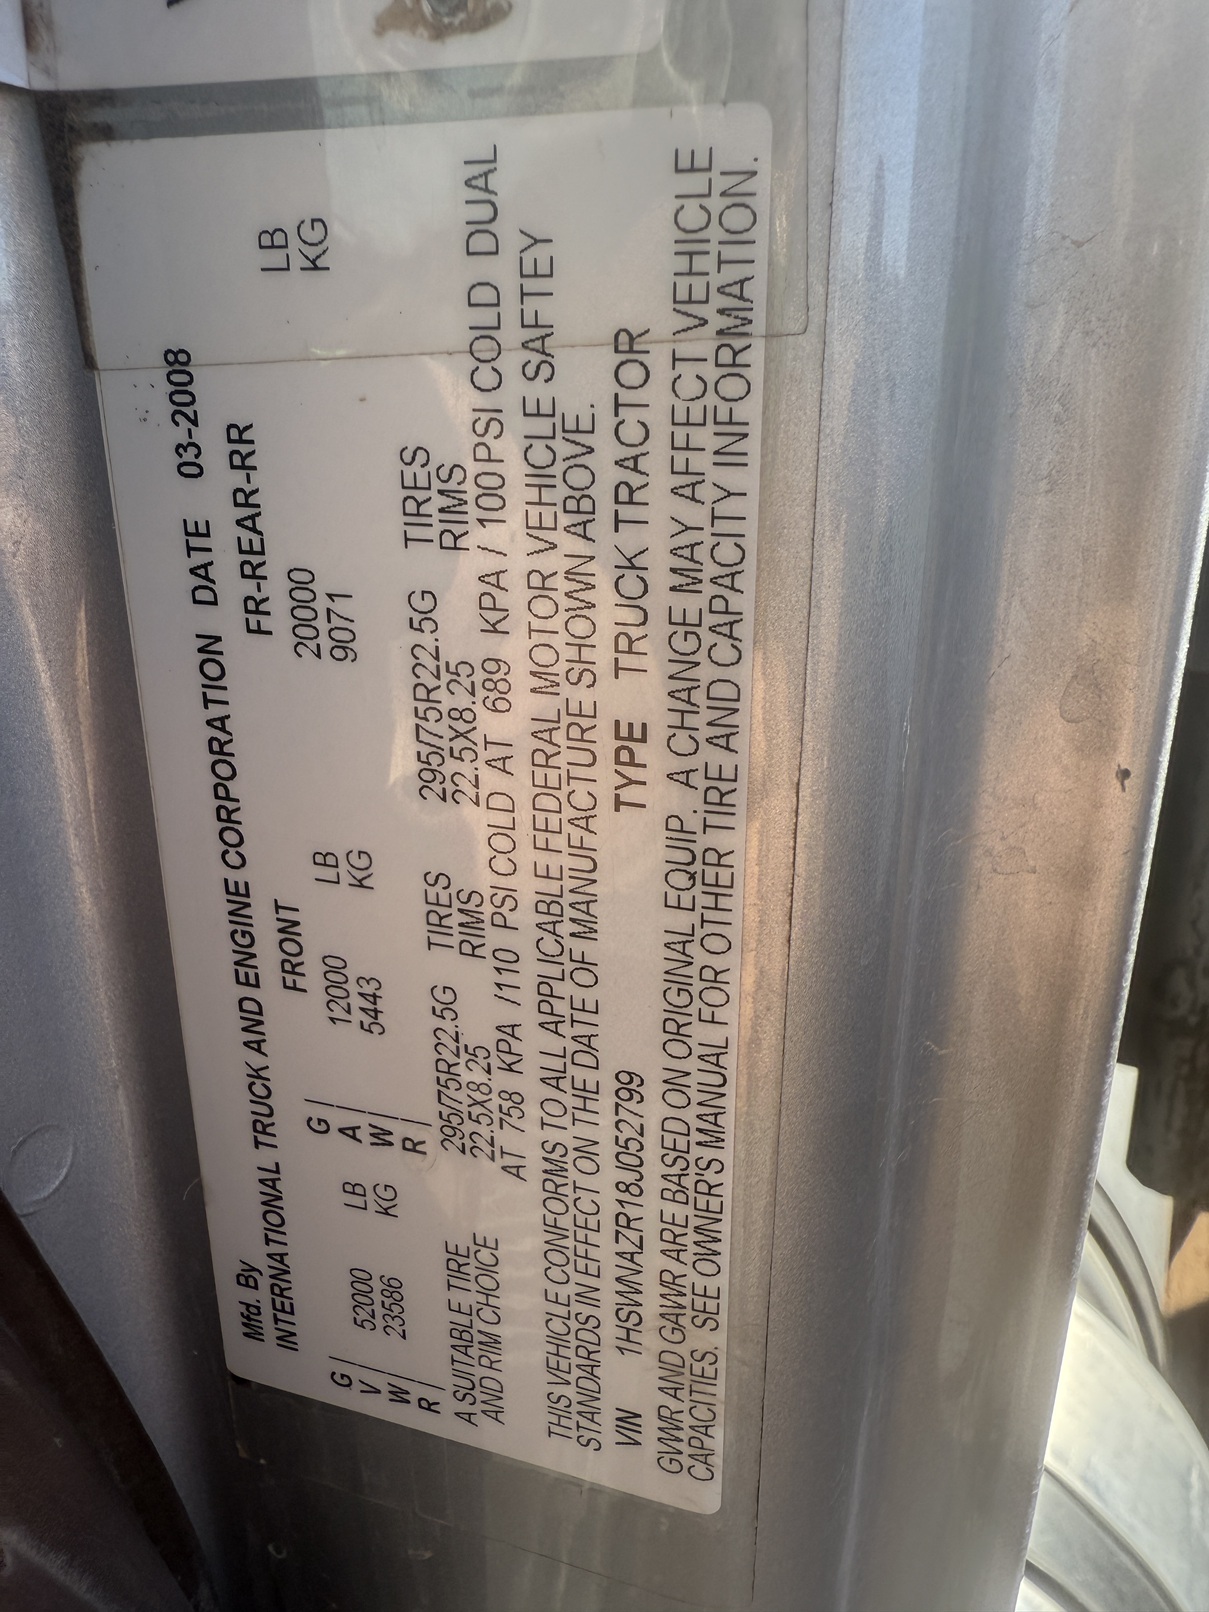 Mfd. By
INTERNATIONAL TRUCK AND ENGINE CORPORATION DATE 03-2008
FRONT FR-REAR-RR
GVWR 52000 LB GAWR 12000 LB 20000 LB
23586 KG 5443 KG 9071 KG
A SUITABLE TIRE 295/75R22.5G TIRES 295/75R22.5G TIRES
AND RIM CHOICE 22.5X8.25 RIMS 22.5X8.25 RIMS
AT 758 KPA /110 PSI COLD AT 689 KPA / 100 PSI COLD DUAL
THIS VEHICLE CONFORMS TO ALL APPLICABLE FEDERAL MOTOR VEHICLE SAFTEY
STANDARDS IN EFFECT ON THE DATE OF MANUFACTURE SHOWN ABOVE.
VIN 1HSWNAZR18J052799 TYPE TRUCK TRACTOR
GVWR AND GAWR ARE BASED ON ORIGINAL EQUIP. A CHANGE MAY AFFECT VEHICLE
CAPACITIES. SEE OWNER'S MANUAL FOR OTHER TIRE AND CAPACITY INFORMATION.